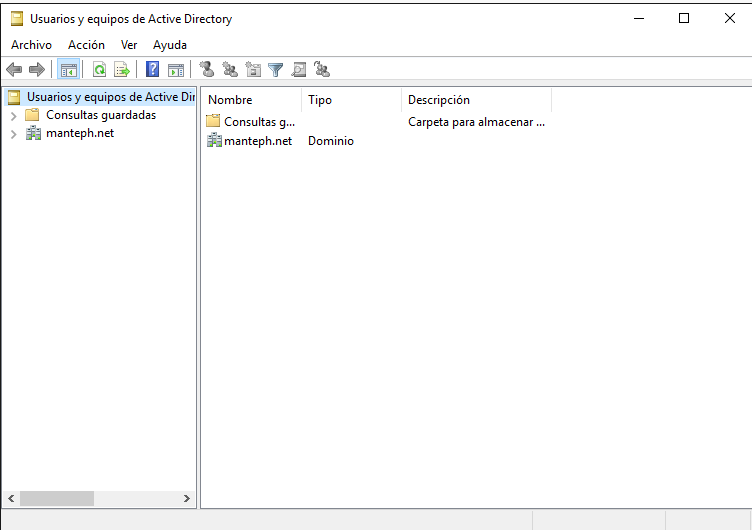 Usuarios y equipos de Active Directory
Archivo Acción Ver Ayuda
Usuarios y equipos de Active Dir
Consultas guardadas
manteph.net
Nombre Tipo Descripción
Consultas g... Carpeta para almacenar ...
manteph.net Dominio